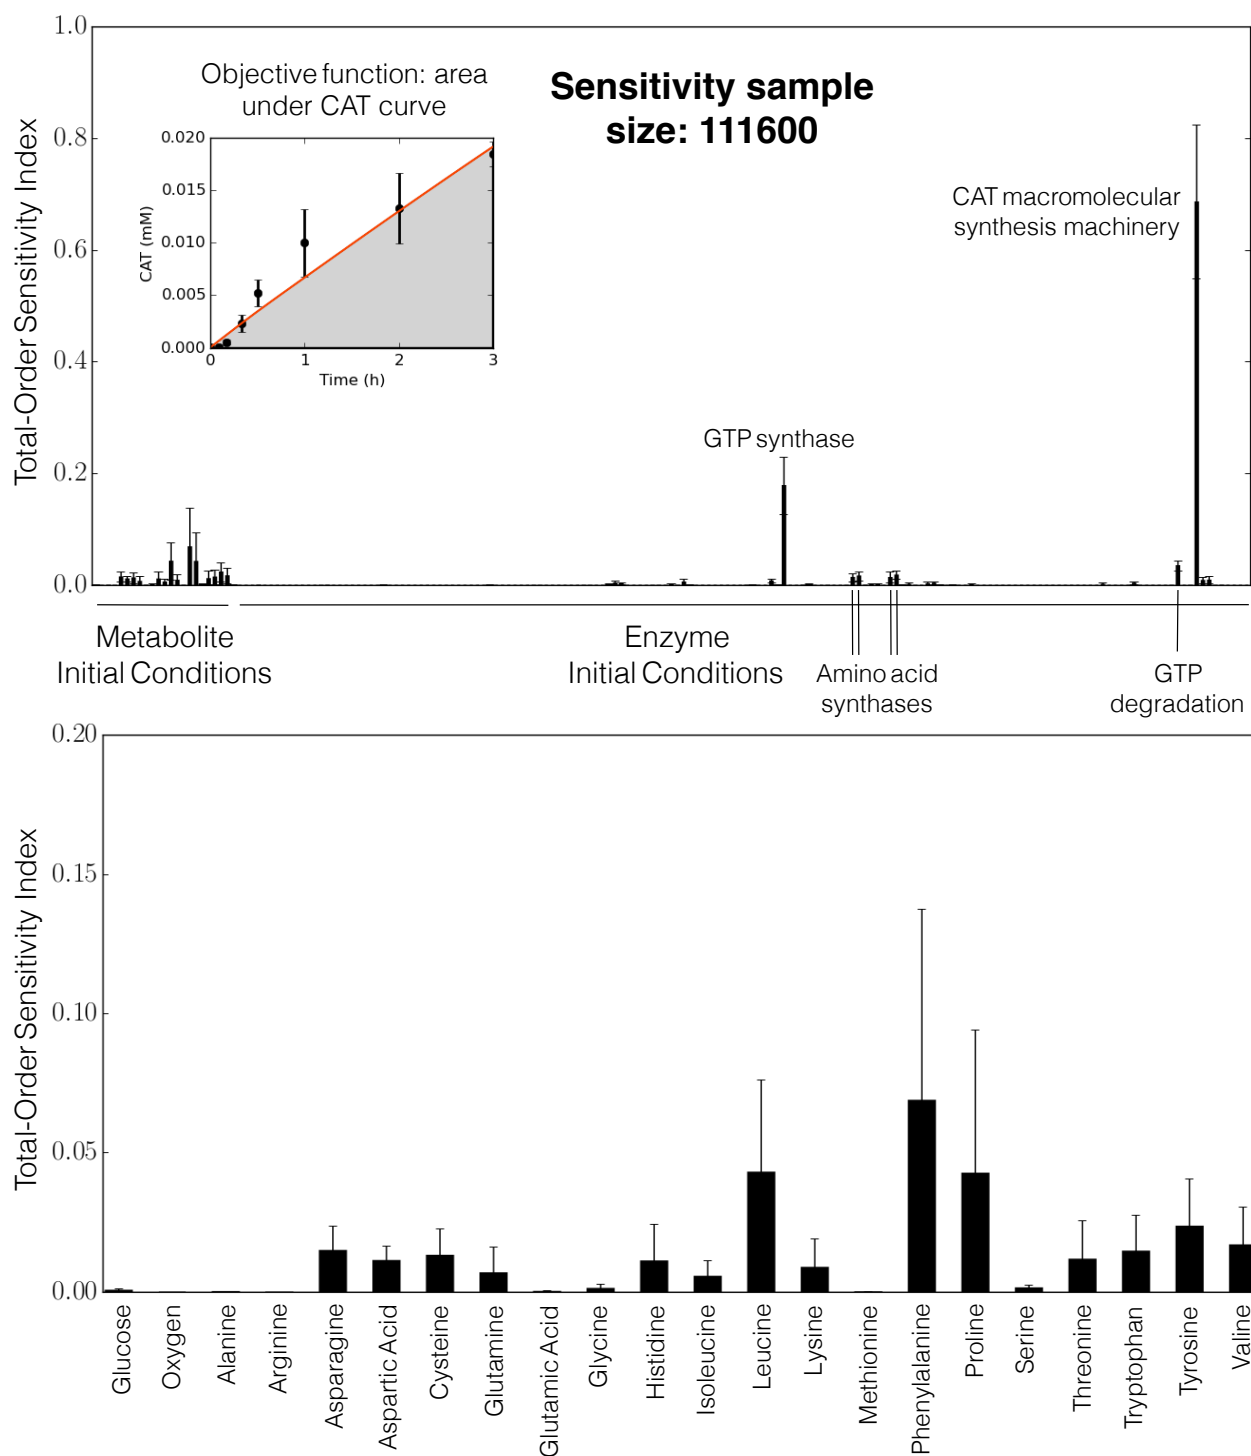 Total-Order Sensitivity Index
1.0
0.8
0.6
0.4
0.2
0.0
Objective function: area
under CAT curve
CAT (mM)
0.020
0.015
0.010
0.005
0.000
0
1
2
3
Time (h)
Sensitivity sample
size: 111600
CAT macromolecular
synthesis machinery
GTP synthase
Metabolite
Initial Conditions
Enzyme
Initial Conditions
Amino acid
synthases
GTP
degradation
Total-Order Sensitivity Index
0.20
0.15
0.10
0.05
0.00
Glucose
Oxygen
Alanine
Arginine
Asparagine
Aspartic Acid
Cysteine
Glutamine
Glutamic Acid
Glycine
Histidine
Isoleucine
Leucine
Lysine
Methionine
Phenylalanine
Proline
Serine
Threonine
Tryptophan
Tyrosine
Valine